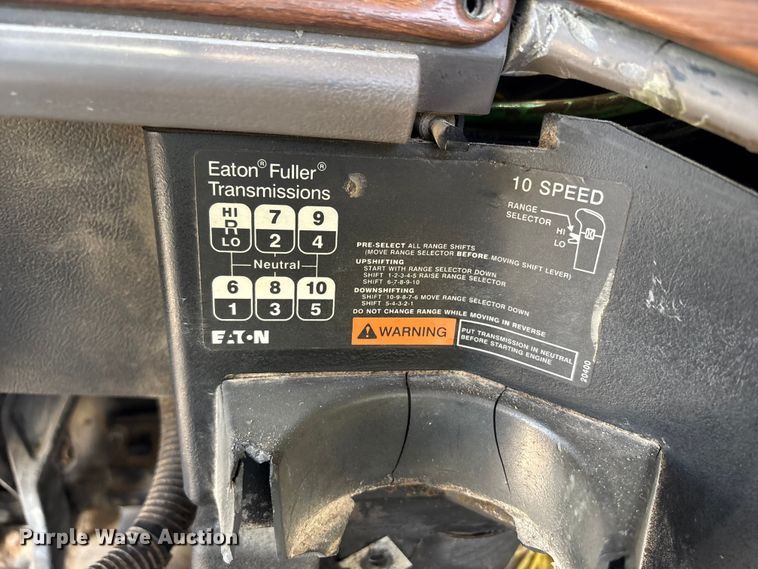 Eaton® Fuller®
Transmissions
10 SPEED
RANGE
SELECTOR
HI
LO
HI 7 9
R
LO 2 4
Neutral
6 8 10
1 3 5
EATON
PRE-SELECT ALL RANGE SHIFTS
(MOVE RANGE SELECTOR BEFORE MOVING SHIFT LEVER)
UPSHIFTING
START WITH RANGE SELECTOR DOWN
SHIFT 1-2-3-4-5 RAISE RANGE SELECTOR
SHIFT 6-7-8-9-10
DOWNSHIFTING
SHIFT 10-9-8-7-6 MOVE RANGE SELECTOR DOWN
SHIFT 5-4-3-2-1
DO NOT CHANGE RANGE WHILE MOVING IN REVERSE
WARNING
PUT TRANSMISSION IN NEUTRAL
BEFORE STARTING ENGINE
20400
Purple Wave Auction